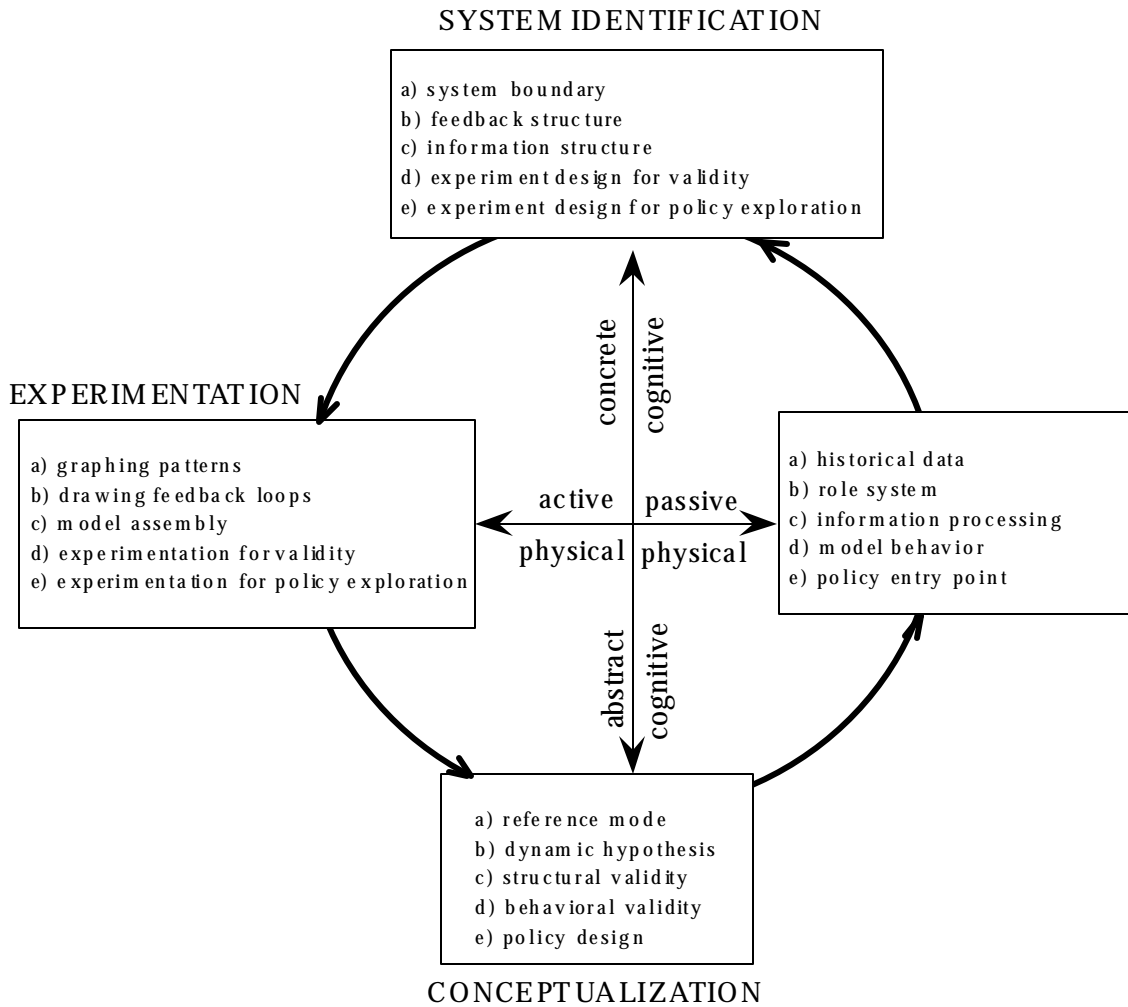 SYSTEM IDENTIFICATION
a) system boundary
b) feedback structure
c) information structure
d) experiment design for validity
e) experiment design for policy exploration
concrete
cognitive
EXPERIMENTATION
a) graphing patterns
b) drawing feedback loops
c) model assembly
d) experimentation for validity
e) experimentation for policy exploration
active
passive
physical
physical
a) historical data
b) role system
c) information processing
d) model behavior
e) policy entry point
abstract
cognitive
a) reference mode
b) dynamic hypothesis
c) structural validity
d) behavioral validity
e) policy design
CONCEPTUALIZATION